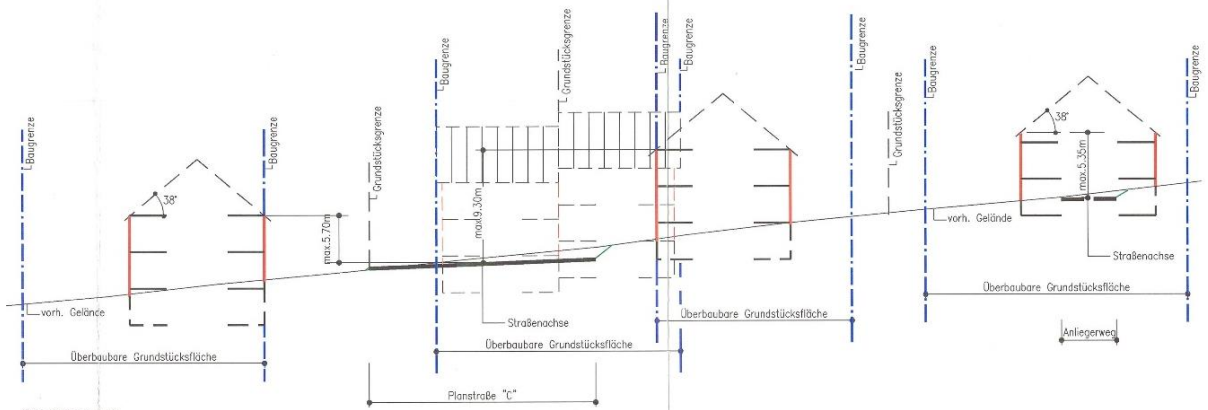 Baugrenze
38°
Baugrenze
max.5.70m
Grundstücksgrenze
Baugrenze
max.9.30m
Grundstücksgrenze
Baugrenze
Baugrenze
Baugrenze
Grundstücksgrenze
Baugrenze
38°
max.5.35m
Baugrenze
vorh. Gelände
Straßenachse
Überbaubare Grundstücksfläche
vorh. Gelände
Überbaubare Grundstücksfläche
Straßenachse
Anliegerweg
Überbaubare Grundstücksfläche
Überbaubare Grundstücksfläche
Planstraße "C"